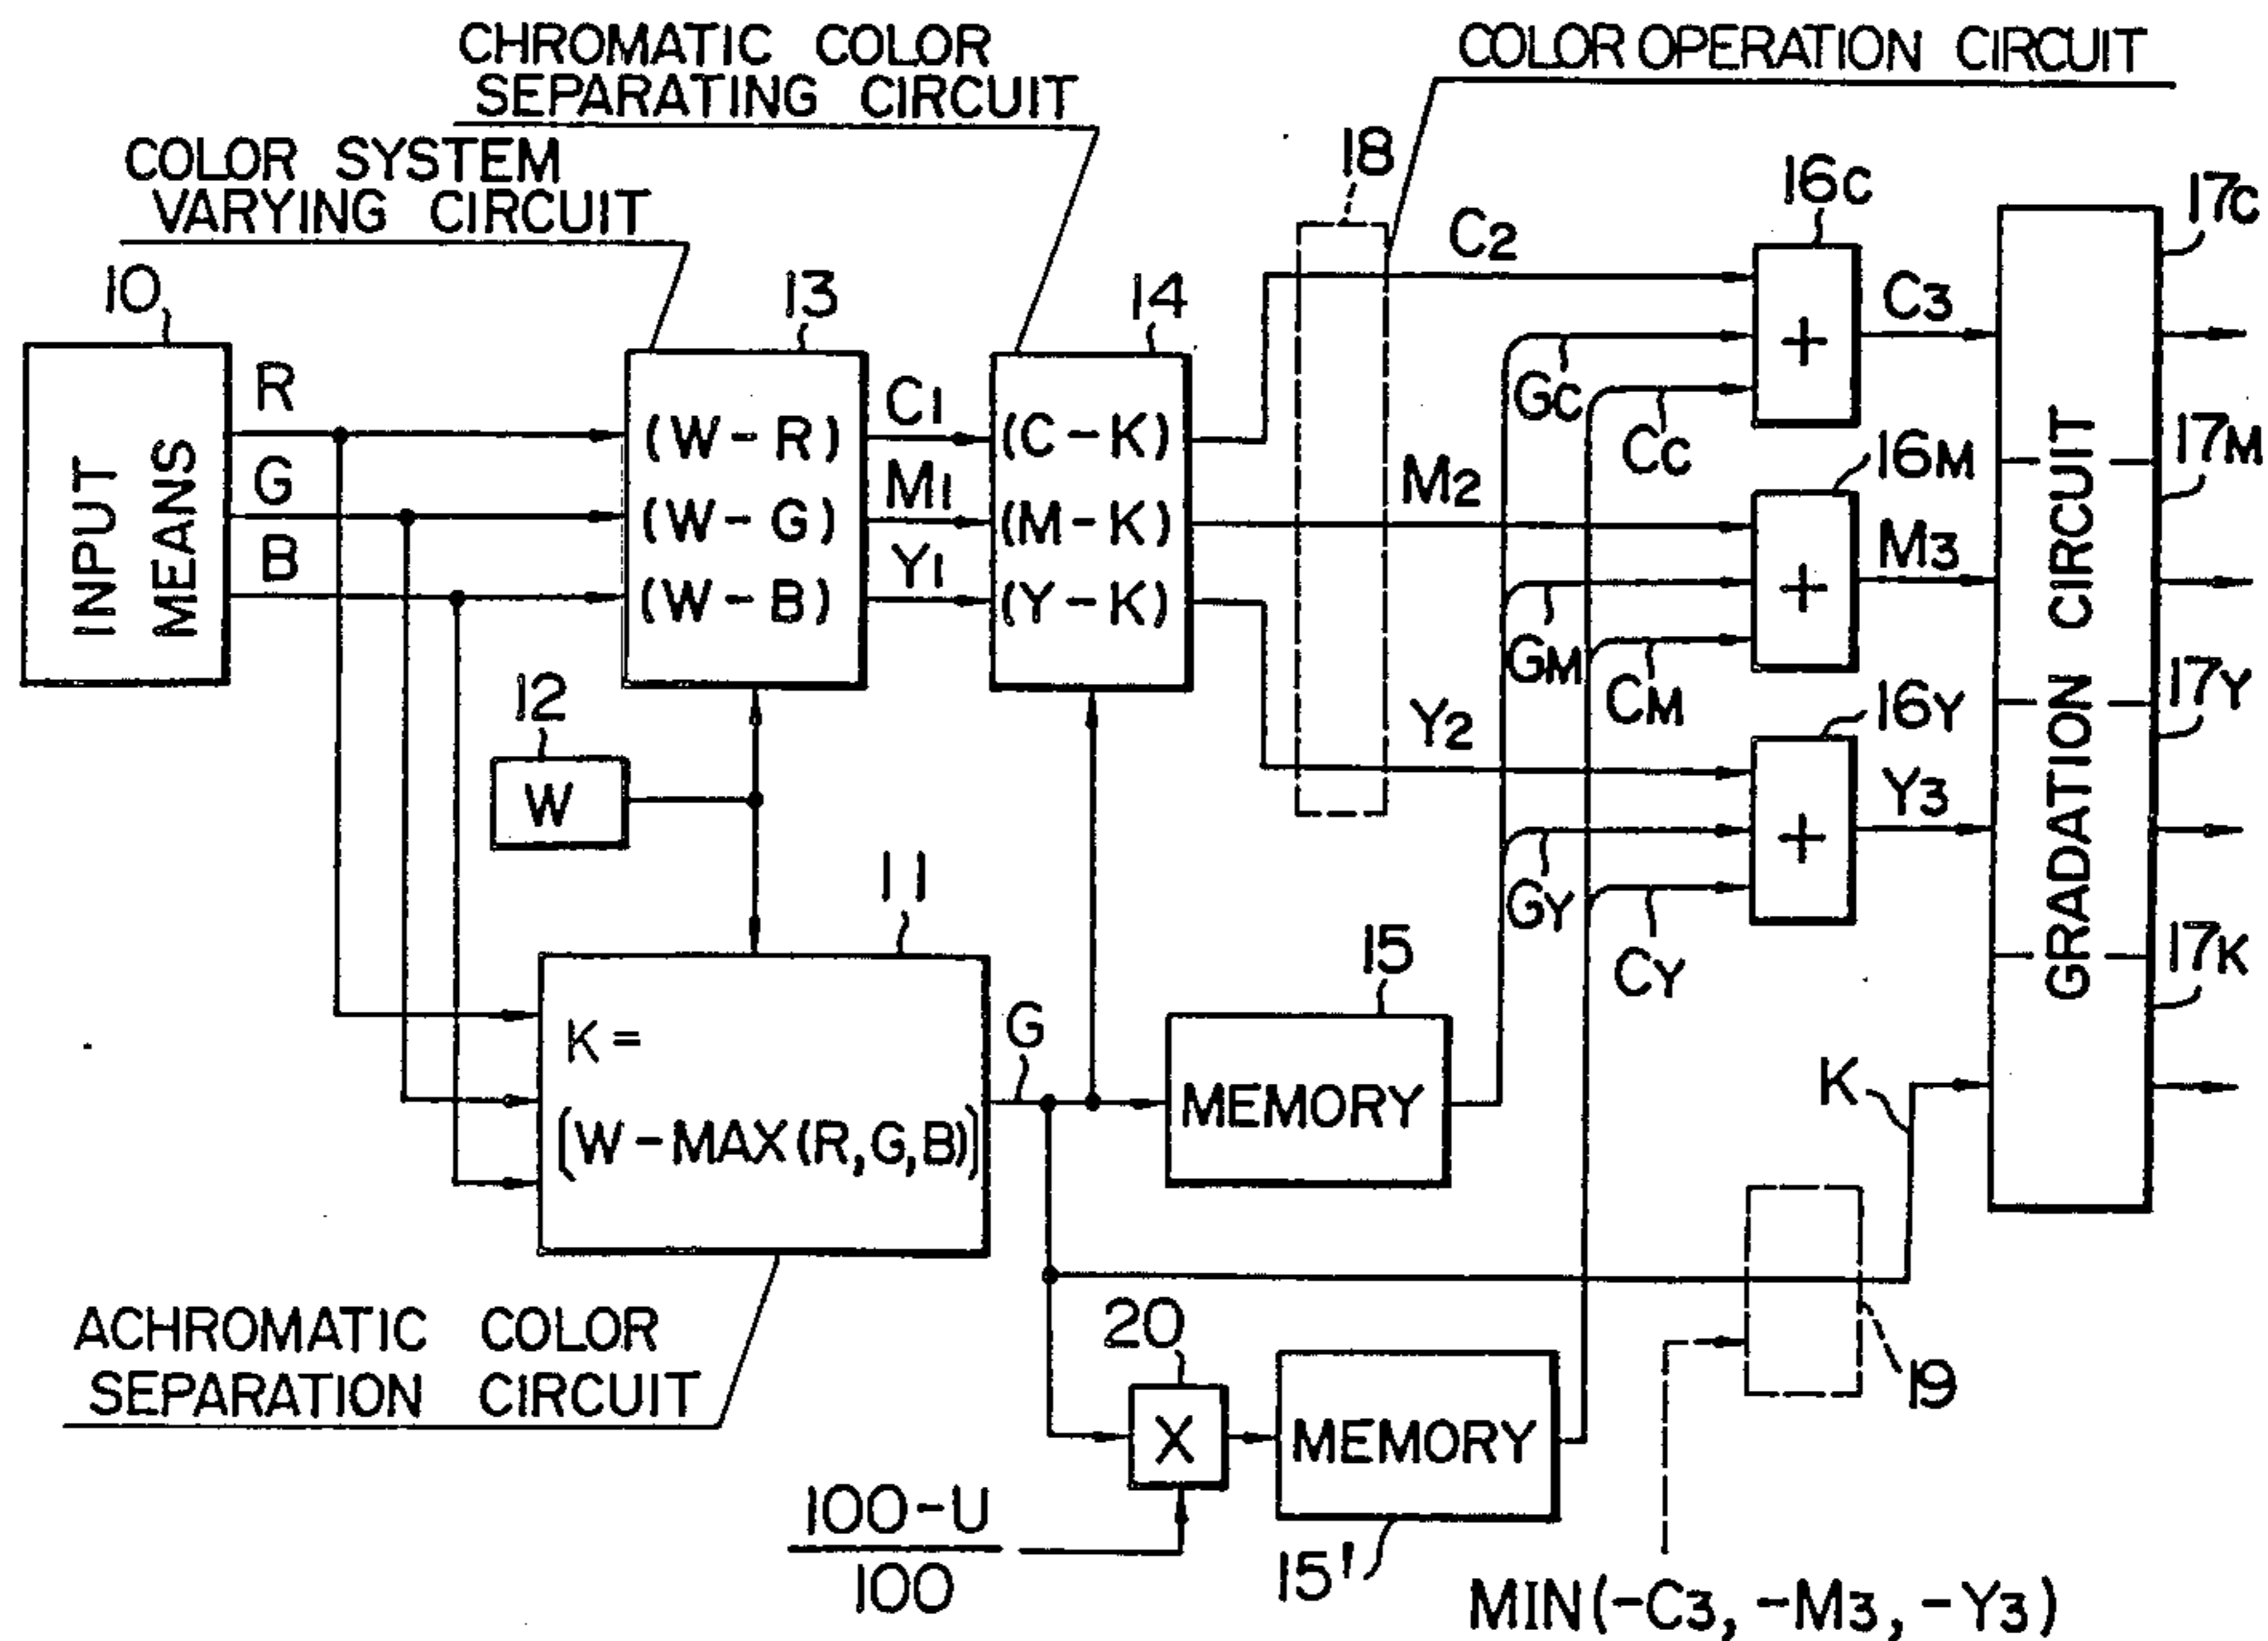 CHROMATIC COLOR
SEPARATING CIRCUIT
COLOR OPERATION CIRCUIT
COLOR SYSTEM
VARYING CIRCUIT
18
16C
17C
10
13
14
C2
C3
INPUT
MEANS
R
G
B
(W-R)
(W-G)
(W-B)
C1
M1
Y1
(C-K)
(M-K)
(Y-K)
GC
CC
+
16M
17M
M2
M3
GM
CM
+
12
W
Y2
16Y
17Y
Y3
GY
CY
+
GRADATION CIRCUIT
17K
11
K=
(W-MAX(R,G,B))
G
15
MEMORY
K
ACHROMATIC COLOR
SEPARATION CIRCUIT
20
X
MEMORY
19
100-U
100
15'
MIN(-C3, -M3, -Y3)